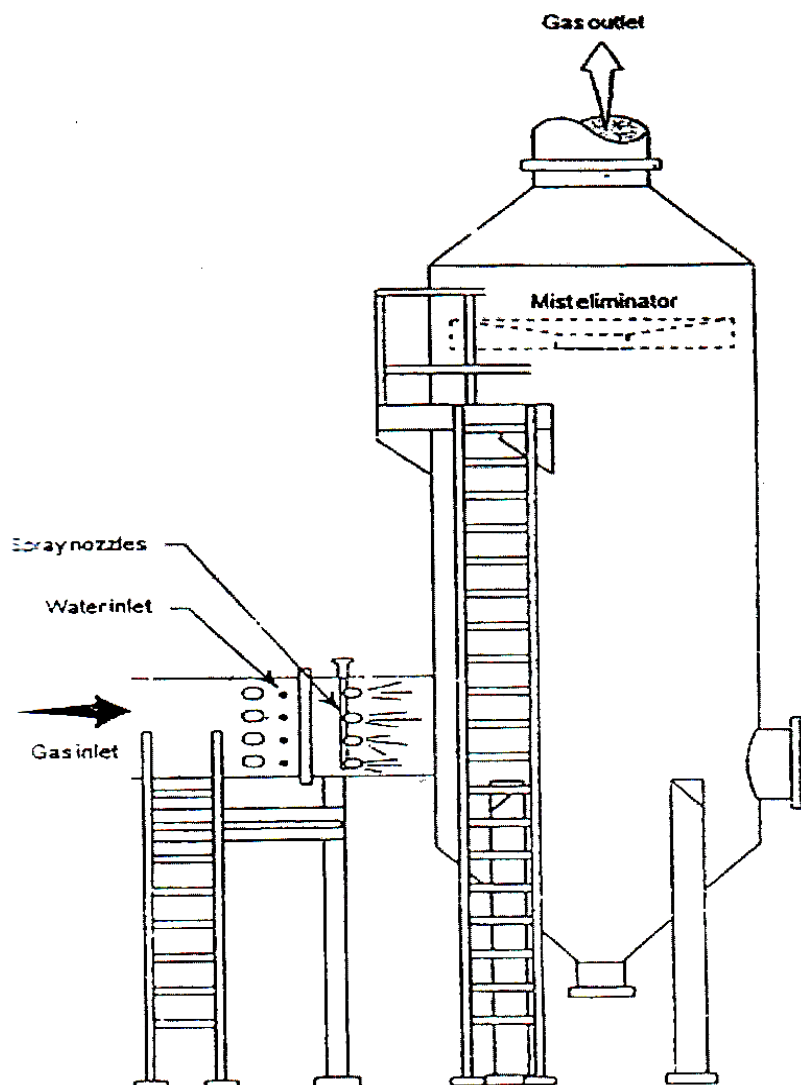 Gas outlet
Mist eliminator
Spray nozzles
Water inlet
Gas inlet